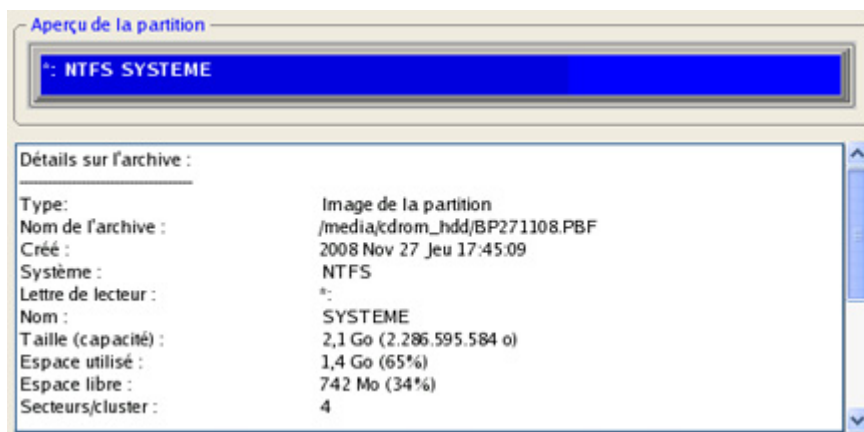 Aperçu de la partition
*: NTFS SYSTEME
Détails sur l'archive :
Type: Image de la partition
Nom de l'archive : /media/cdrom_hdd/BP271108.PBF
Créé : 2008 Nov 27 Jeu 17:45:09
Système : NTFS
Lettre de lecteur : *:
Nom : SYSTEME
Taille (capacité) : 2,1 Go (2.286.595.584 o)
Espace utilisé : 1,4 Go (65%)
Espace libre : 742 Mo (34%)
Secteurs/cluster : 4